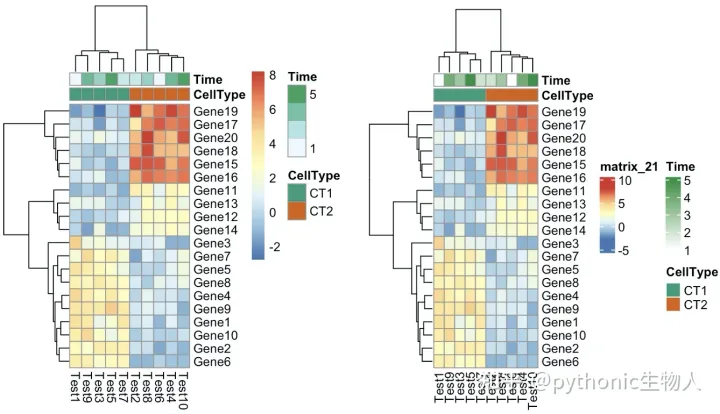 Time
CellType
Gene19
Gene17
Gene20
Gene18
Gene15
Gene16
Gene11
Gene13
Gene12
Gene14
Gene3
Gene7
Gene5
Gene8
Gene4
Gene9
Gene1
Gene10
Gene2
Gene6
Test1
Test9
Test3
Test5
Test7
Test2
Test8
Test6
Test4
Test10
8
6
4
2
0
-2
Time
5
1
CellType
CT1
CT2
Time
CellType
Gene19
Gene17
Gene20
Gene18
Gene15
Gene16
Gene11
Gene13
Gene12
Gene14
Gene3
Gene7
Gene5
Gene8
Gene4
Gene9
Gene1
Gene10
Gene2
Gene6
Test1
Test9
Test3
Test5
Test7
matrix_21
10
5
0
-5
Time
5
4
3
2
1
CellType
CT1
CT2
@pythonic生物人